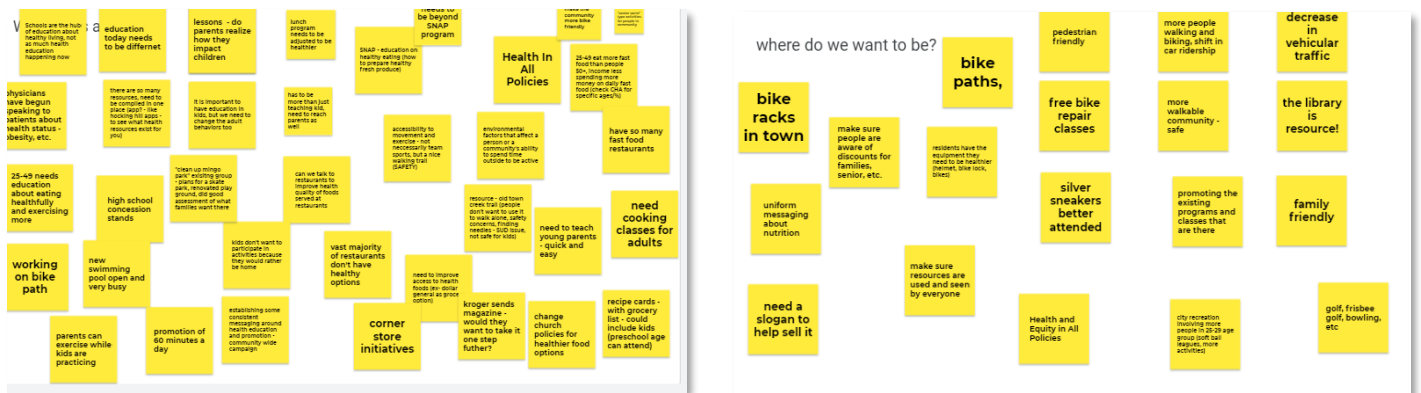 Schools are the hub
of education about
healthy living, not
as much health
education
happening now
education
today needs
to be differnet
lessons - do
parents realize
how they
impact
children
lunch
program
needs to be
adjusted to be
healthier
SNAP - education on
healthy eating (how
to prepare healthy
fresh produce)
needs to
be beyond
SNAP
program
Health In
All
Policies
make the
community
more bike
friendly
25-49 eat more fast
food than people
50+, income less
spending more
money on daily fast
food (check CHA for
specific ages/%)
physicians
have begun
speaking to
patients about
health status -
obesity, etc.
there are so many
resources, need to
be compiled in one
place (app? - like
hocking hill apps -
to see what health
resources exist for
you)
it is important to
have education in
kids, but we need to
change the adult
behaviors too
has to be
more than just
teaching kid,
need to reach
parents as
well
accessibility to
movement and
exercise - not
neccessarily team
sports, but a nice
walking trail
(SAFETY)
environmental
factors that affect a
person or a
community's ability
to spend time
outside to be active
have so many
fast food
restaurants
25-49 needs
education
about eating
healthfully
and exercising
more
high school
concession
stands
"clean up mingo
park" exisitng group
- plans for a skate
park, renovated play
ground, did good
assessment of what
families want there
can we talk to
restaurants to
improve health
quality of foods
served at
restaurants
resource - old town
creek trail (people
don't want to use it
to walk alone, safety
concerns, finding
needles - SUD issue,
not safe for kids)
need to teach
young parents
- quick and
easy
need
cooking
classes for
adults
working
on bike
path
new
swimming
pool open and
very busy
kids don't want to
participate in
activities because
they would rather
be home
vast majority
of restaurants
don't have
healthy
options
need to improve
access to health
foods (ex- dollar
general as groce
option)
kroger sends
magazine -
would they
want to take it
one step
futher?
change
church
policies for
healthier food
options
recipe cards -
with grocery
list - could
include kids
(preschool age
can attend)
parents can
exercise while
kids are
practicing
promotion of
60 minutes a
day
establishing some
consistent
messaging around
health education
and promotion -
community wide
campaign
corner
store
initiatives
where do we want to be?
bike
paths,
pedestrian
friendly
more people
walking and
biking, shift in
car ridership
decrease
in
vehicular
traffic
bike
racks
in town
make sure
people are
aware of
discounts for
families,
senior, etc.
residents have the
equipment they
need to be healthier
(helmet, bike lock,
bikes)
free bike
repair
classes
more
walkable
community -
safe
the library
is
resource!
uniform
messaging
about
nutrition
silver
sneakers
better
attended
promoting the
existing
programs and
classes that
are there
family
friendly
make sure
resources are
used and seen
by everyone
need a
slogan to
help sell it
Health and
Equity in All
Policies
city recreation
involving more
people in 25-29 age
group (soft ball
leagues, more
activities)
golf, frisbee
golf, bowling,
etc